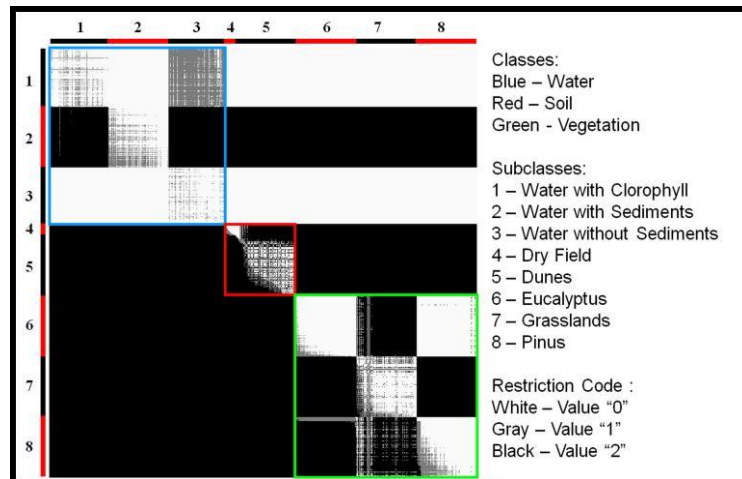 1 2 3 4 5 6 7 8
1
2
3
4
5
6
7
8
Classes:
Blue – Water
Red – Soil
Green - Vegetation
Subclasses:
1 – Water with Clorophyll
2 – Water with Sediments
3 – Water without Sediments
4 – Dry Field
5 – Dunes
6 – Eucalyptus
7 – Grasslands
8 – Pinus
Restriction Code :
White – Value “0”
Gray – Value “1”
Black – Value “2”